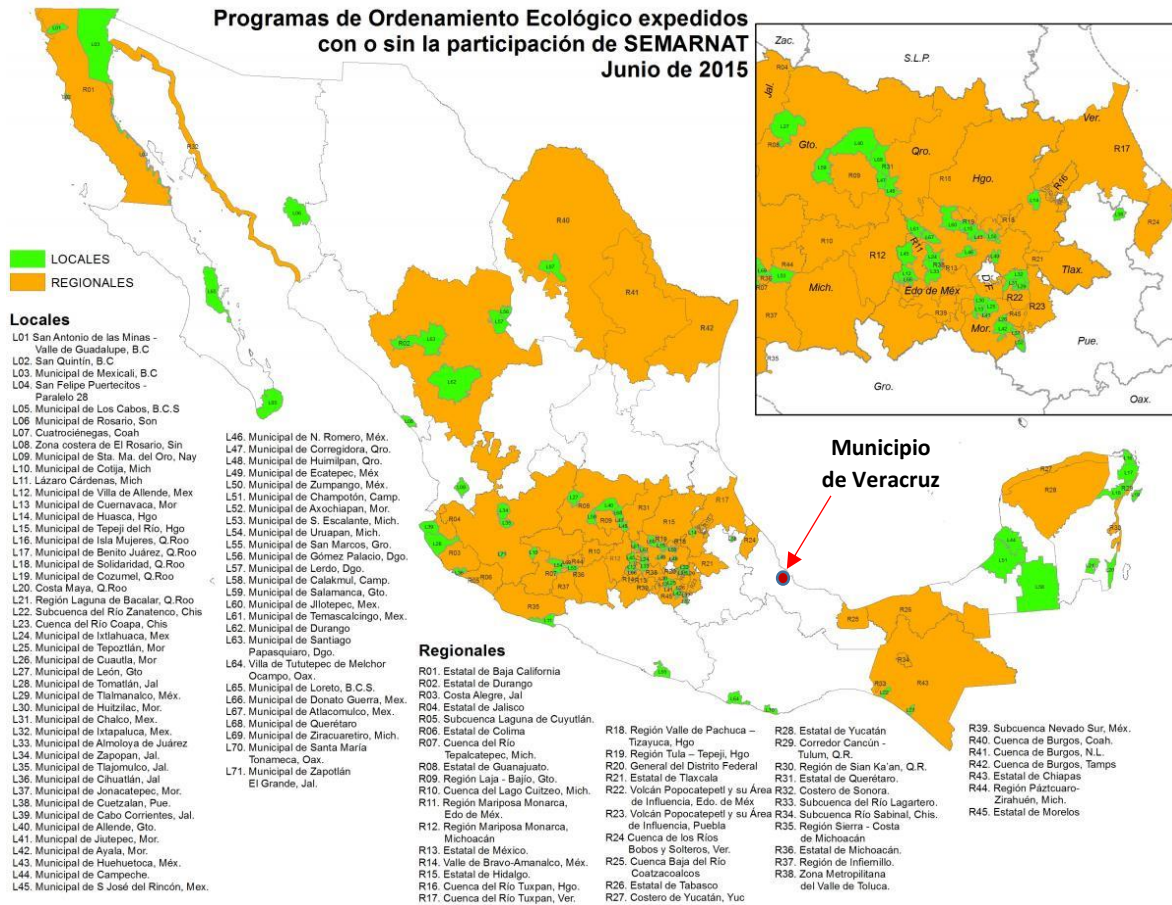 Programas de Ordenamiento Ecológico expedidos
con o sin la participación de SEMARNAT
Junio de 2015
LOCALES
REGIONALES
Municipio
de Veracruz
Locales
L01 San Antonio de las Minas -
Valle de Guadalupe, B.C
L02. San Quintín, B.C
L03. Municipal de Mexicali, B.C
L04. San Felipe Puertecitos -
Paralelo 28
L05. Municipal de Los Cabos, B.C.S
L06 Municipal de Rosario, Son
L07. Cuatrociénegas, Coah
L08. Zona costera de El Rosario, Sin
L09. Municipal de Sta. Ma. del Oro, Nay
L10. Municipal de Cotija, Mich
L11. Lázaro Cárdenas, Mich
L12 Municipal de Villa de Allende, Mex
L13 Municipal de Cuernavaca, Mor
L14 Municipal de Huasca, Hgo
L15 Municipal de Tepeji del Río, Hgo
L16 Municipal de Isla Mujeres, Q.Roo
L17 Municipal de Benito Juárez, Q.Roo
L18 Municipal de Solidaridad, Q.Roo
L19 Municipal de Cozumel, Q.Roo
L20. Costa Maya, Q.Roo
L21. Región Laguna de Bacalar, Q.Roo
L22. Subcuenca del Río Zanatenco, Chis
L23. Cuenca del Río Coapa, Chis
L24 Municipal de Ixtlahuaca, Mex
L25 Municipal de Tepoztlán, Mor
L26 Municipal de Cuautla, Mor
L27 Municipal de León, Gto
L28 Municipal de Tomatlán, Jal
L29 Municipal de Tlalmanalco, Méx.
L30. Municipal de Huitzilac, Mor.
L31. Municipal de Chalco, Mex.
L32. Municipal de Ixtapaluca, Mex.
L33. Municipal de Almoloya de Juárez
L34 Municipal de Zapopan, Jal.
L35 Municipal de Tlajomulco, Jal.
L36 Municipal de Cihuatlán, Jal
L37 Municipal de Jonacatepec, Mor.
L38 Municipal de Cuetzalan, Pue.
L39 Municipal de Cabo Corrientes, Jal.
L40. Municipal de Allende, Gto.
L41. Municipal de Jiutepec, Mor.
L42 Municipal de Ayala, Mor.
L43 Municipal de Huehuetoca, Méx.
L44 Municipal de Campeche.
L45. Municipal de S José del Rincón, Mex.
L46. Municipal de N. Romero, Méx.
L47. Municipal de Corregidora, Qro.
L48. Municipal de Huimilpan, Qro.
L49 Municipal de Ecatepec, Méx
L50. Municipal de Zumpango, Méx.
L51. Municipal de Champotón, Camp.
L52. Municipal de Axochiapan, Mor.
L53. Municipal de S. Escalante, Mich.
L54. Municipal de Uruapan, Mich.
L55. Municipal de San Marcos, Gro.
L56. Municipal de Gómez Palacio, Dgo.
L57. Municipal de Lerdo, Dgo.
L58. Municipal de Calakmul, Camp.
L59. Municipal de Salamanca, Gto.
L60. Municipal de JIlotepec, Mex.
L61. Municipal de Temascalcingo, Mex.
L62. Municipal de Durango
L63. Municipal de Santiago
Papasquiaro, Dgo.
L64. Villa de Tututepec de Melchor
Ocampo, Oax.
L65. Municipal de Loreto, B.C.S.
L66. Municipal de Donato Guerra, Mex.
L67. Municipal de Atlacomulco, Mex.
L68. Municipal de Querétaro
L69. Municipal de Ziracuaretiro, Mich.
L70. Municipal de Santa María
Tonameca, Oax.
L71. Municipal de Zapotlán
El Grande, Jal.
Regionales
R01. Estatal de Baja California
R02. Estatal de Durango
R03. Costa Alegre, Jal
R04. Estatal de Jalisco
R05. Subcuenca Laguna de Cuyutlán.
R06. Estatal de Colima
R07. Cuenca del Río
Tepalcatepec, Mich.
R08. Estatal de Guanajuato.
R09. Región Laja - Bajío, Gto.
R10. Cuenca del Lago Cuitzeo, Mich.
R11. Región Mariposa Monarca,
Edo de Méx.
R12. Región Mariposa Monarca,
Michoacán
R13. Estatal de México.
R14. Valle de Bravo-Amanalco, Méx.
R15. Estatal de Hidalgo.
R16. Cuenca del Río Tuxpan, Hgo.
R17. Cuenca del Río Tuxpan, Ver.
R18. Región Valle de Pachuca –
Tizayuca, Hgo
R19. Región Tula – Tepeji, Hgo
R20. General del Distrito Federal
R21. Estatal de Tlaxcala
R22. Volcán Popocatepetl y su Área
de Influencia, Edo. de Méx
R23. Volcán Popocatepetl y su Área
de Influencia, Puebla
R24 Cuenca de los Ríos
Bobos y Solteros, Ver.
R25. Cuenca Baja del Río
Coatzacoalcos
R26. Estatal de Tabasco
R27. Costero de Yucatán, Yuc
R28. Estatal de Yucatán
R29. Corredor Cancún -
Tulum, Q.R.
R30. Región de Sian Ka'an, Q.R.
R31. Estatal de Querétaro.
R32. Costero de Sonora.
R33. Subcuenca del Río Lagartero.
R34. Subcuenca Río Sabinal, Chis.
R35. Región Sierra - Costa
de Michoacán
R36. Estatal de Michoacán.
R37. Región de Infiernillo.
R38. Zona Metropolitana
del Valle de Toluca.
R39. Subcuenca Nevado Sur, Méx.
R40. Cuenca de Burgos, Coah.
R41. Cuenca de Burgos, N.L.
R42. Cuenca de Burgos, Tamps
R43. Estatal de Chiapas
R44. Región Páztcuaro-
Zirahuén, Mich.
R45. Estatal de Morelos
Zac.
S.L.P.
Jal.
Gto.
Qro.
Hgo.
Ver.
Mich.
Edo de Méx
D.F.
Tlax.
Mor.
Pue.
Gro.
Oax.
R01
R32
R40
R41
R42
R02
R17
R24
R28
R25
R26
R43
R12
R11
R16
R22
R23